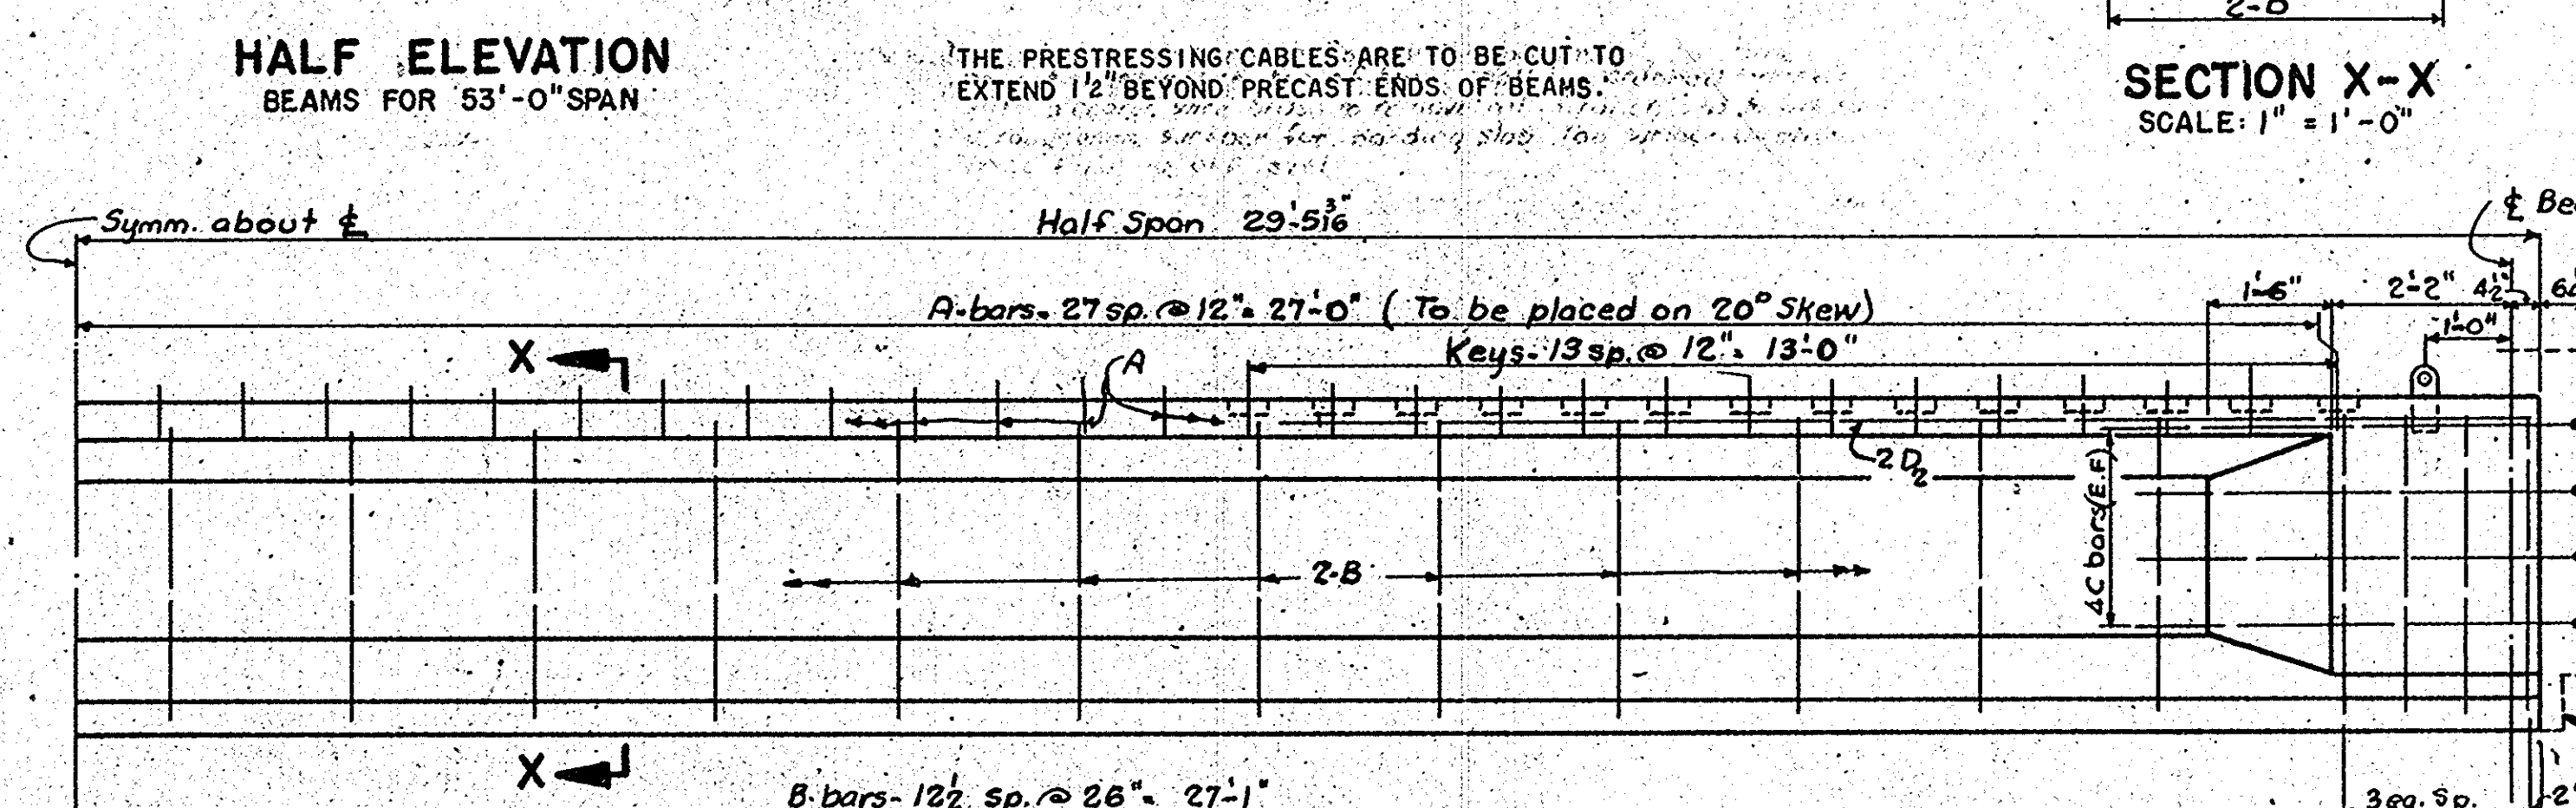 2-B
HALF ELEVATION
BEAMS FOR 53'-0" SPAN
THE PRESTRESSING CABLES ARE TO BE CUT TO
EXTEND 1'2" BEYOND PRECAST ENDS OF BEAMS.
SECTION X-X
SCALE: 1" = 1'-0"
Symm. about ℄
Half Span 29'-5 3/16"
℄
A-bars- 27 sp. @ 12" = 27'-0" (To be placed on 20° Skew)
1'-6"
2'-2"
4½"
1'-0"
Keys- 13 sp. @ 12" = 13'-0"
X
A
2 D2
4C bars (E.F)
2-B
X
B-bars- 12½ sp. @ 26" = 27'-1"
3 eq. Sp.